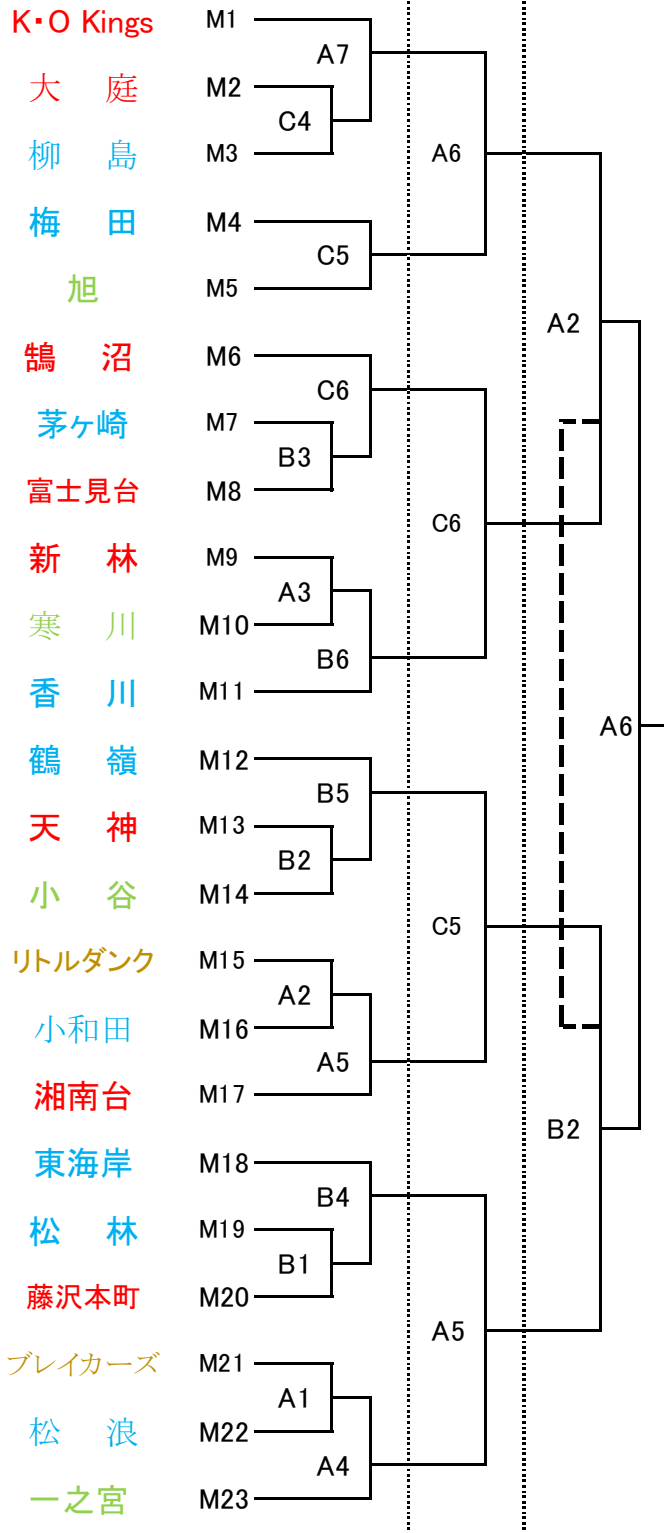 K・O Kings M1
A7
大 庭 M2
C4
柳 島 M3
A6
梅 田 M4
C5
旭 M5
A2
鵠 沼 M6
C6
茅ヶ崎 M7
B3
富士見台 M8
C6
新 林 M9
A3
寒 川 M10
B6
香 川 M11
A6
鶴 嶺 M12
B5
天 神 M13
B2
小 谷 M14
C5
リトルダンク M15
A2
小和田 M16
A5
湘南台 M17
B2
東海岸 M18
B4
松 林 M19
B1
藤沢本町 M20
A5
ブレイカーズ M21
A1
松 浪 M22
A4
一之宮 M23